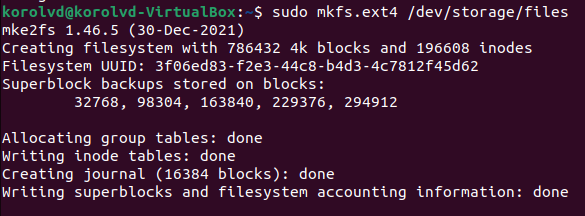 korolvd@korolvd-VirtualBox:~$ sudo mkfs.ext4 /dev/storage/files
mke2fs 1.46.5 (30-Dec-2021)
Creating filesystem with 786432 4k blocks and 196608 inodes
Filesystem UUID: 3f06ed83-f2e3-44c8-b4d3-4c7812f45d62
Superblock backups stored on blocks:
        32768, 98304, 163840, 229376, 294912

Allocating group tables: done
Writing inode tables: done
Creating journal (16384 blocks): done
Writing superblocks and filesystem accounting information: done